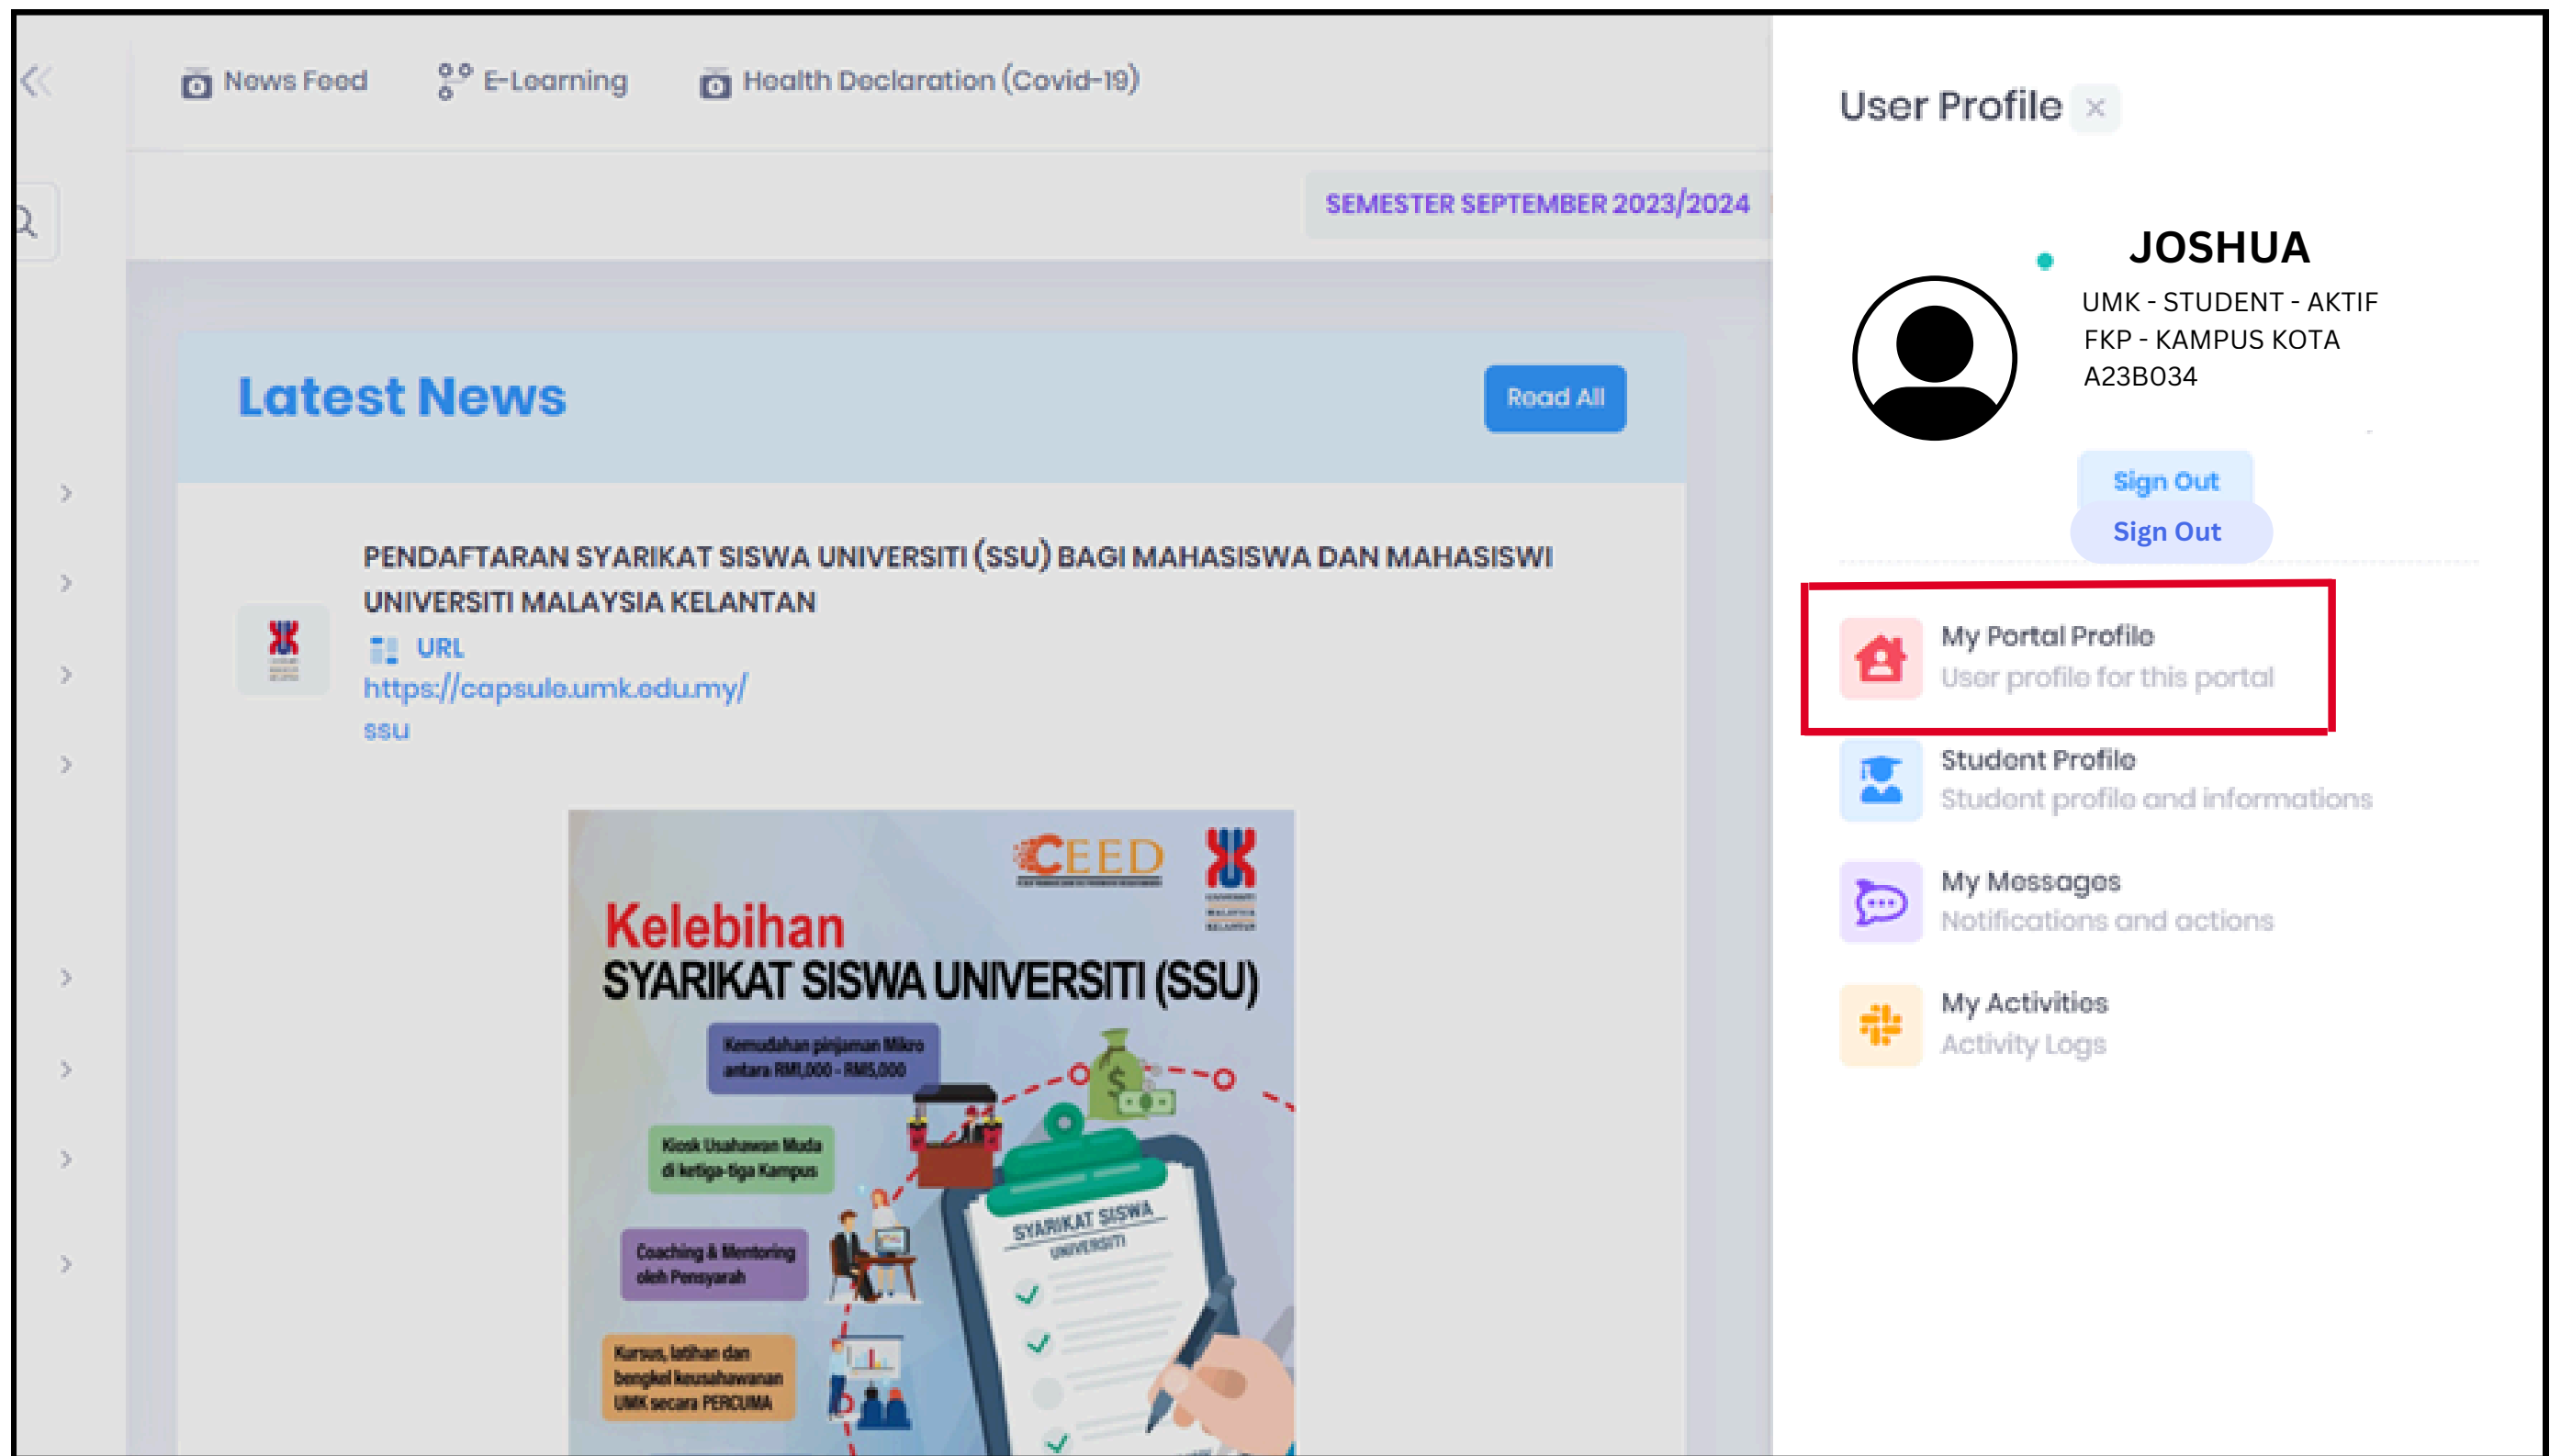 News Feed
E-Learning
Health Declaration (Covid-19)
SEMESTER SEPTEMBER 2023/2024
Latest News
Read All
PENDAFTARAN SYARIKAT SISWA UNIVERSITI (SSU) BAGI MAHASISWA DAN MAHASISWI
UNIVERSITI MALAYSIA KELANTAN
URL
https://capsule.umk.edu.my/
ssu
CEED
UNIVERSITI
MALAYSIA
KELANTAN
Kelebihan
SYARIKAT SISWA UNIVERSITI (SSU)
Kemudahan pinjaman Mikro
antara RM1,000 - RM5,000
Kiosk Usahawan Muda
di ketiga-tiga Kampus
Coaching & Mentoring
oleh Pensyarah
Kursus, latihan dan
bengkel keusahawanan
UMK secara PERCUMA
SYARIKAT SISWA
UNIVERSITI
User Profile
JOSHUA
UMK - STUDENT - AKTIF
FKP - KAMPUS KOTA
A23B034
Sign Out
Sign Out
My Portal Profile
User profile for this portal
Student Profile
Student profile and informations
My Messages
Notifications and actions
My Activities
Activity Logs